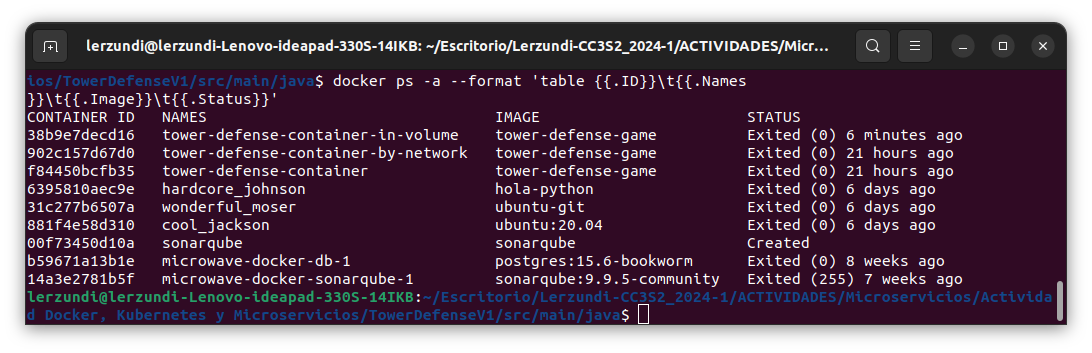 lerzundi@lerzundi-Lenovo-ideapad-330S-14IKB: ~/Escritorio/Lerzundi-CC3S2_2024-1/ACTIVIDADES/Micr...
ios/TowerDefenseV1/src/main/java$ docker ps -a --format 'table {{.ID}}\t{{.Names
}}\t{{.Image}}\t{{.Status}}'
CONTAINER ID   NAMES                                IMAGE                       STATUS
38b9e7decd16   tower-defense-container-in-volume    tower-defense-game          Exited (0) 6 minutes ago
902c157d67d0   tower-defense-container-by-network   tower-defense-game          Exited (0) 21 hours ago
f84450bcfb35   tower-defense-container              tower-defense-game          Exited (0) 21 hours ago
6395810aec9e   hardcore_johnson                     hola-python                 Exited (0) 6 days ago
31c277b6507a   wonderful_moser                      ubuntu-git                  Exited (0) 6 days ago
881f4e58d310   cool_jackson                         ubuntu:20.04                Exited (0) 6 days ago
00f73450d10a   sonarqube                            sonarqube                   Created
b59671a13b1e   microwave-docker-db-1                postgres:15.6-bookworm      Exited (0) 8 weeks ago
14a3e2781b5f   microwave-docker-sonarqube-1         sonarqube:9.9.5-community   Exited (255) 7 weeks ago
lerzundi@lerzundi-Lenovo-ideapad-330S-14IKB:~/Escritorio/Lerzundi-CC3S2_2024-1/ACTIVIDADES/Microservicios/Activida
d Docker, Kubernetes y Microservicios/TowerDefenseV1/src/main/java$